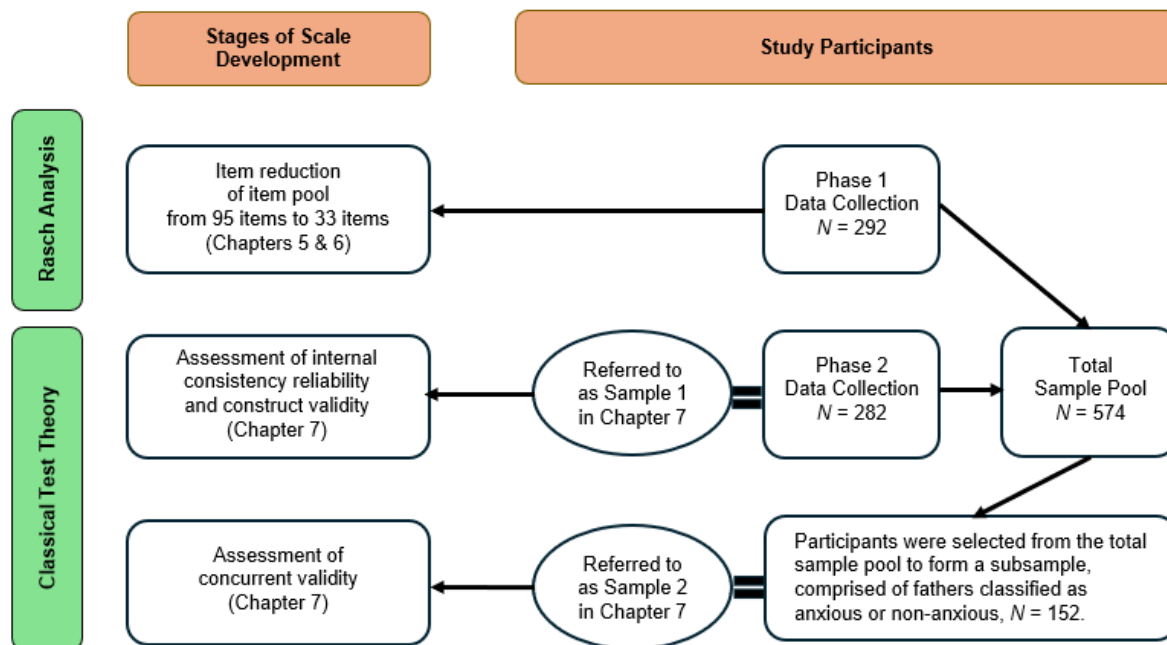 Stages of Scale
Development
Study Participants
Rasch Analysis
Item reduction
of item pool
from 95 items to 33 items
(Chapters 5 & 6)
Phase 1
Data Collection
N = 292
Classical Test Theory
Assessment of internal
consistency reliability
and construct validity
(Chapter 7)
Referred to
as Sample 1
in Chapter 7
Phase 2
Data Collection
N = 282
Total
Sample Pool
N = 574
Assessment of
concurrent validity
(Chapter 7)
Referred to
as Sample 2
in Chapter 7
Participants were selected from the total
sample pool to form a subsample,
comprised of fathers classified as
anxious or non-anxious, N = 152.